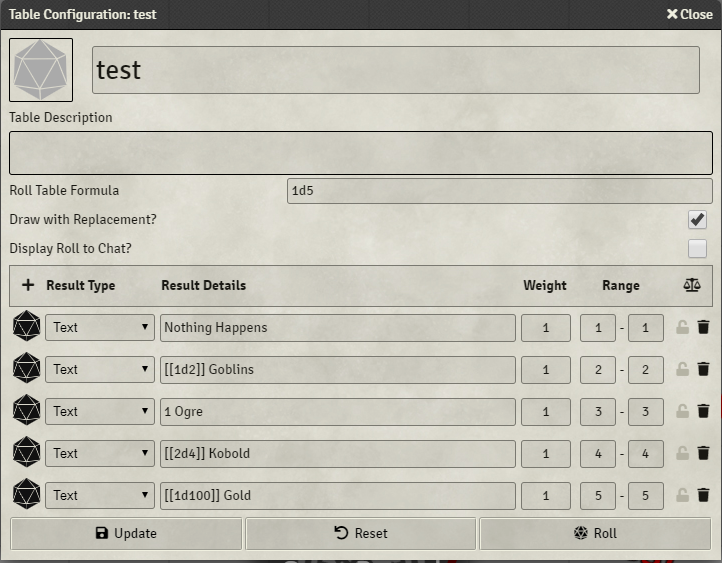 Table Configuration: test Close
test
Table Description
Roll Table Formula 1d5
Draw with Replacement?
Display Roll to Chat?
+ Result Type Result Details Weight Range
Text Nothing Happens 1 1 - 1
Text [[1d2]] Goblins 1 2 - 2
Text 1 Ogre 1 3 - 3
Text [[2d4]] Kobold 1 4 - 4
Text [[1d100]] Gold 1 5 - 5
Update Reset Roll